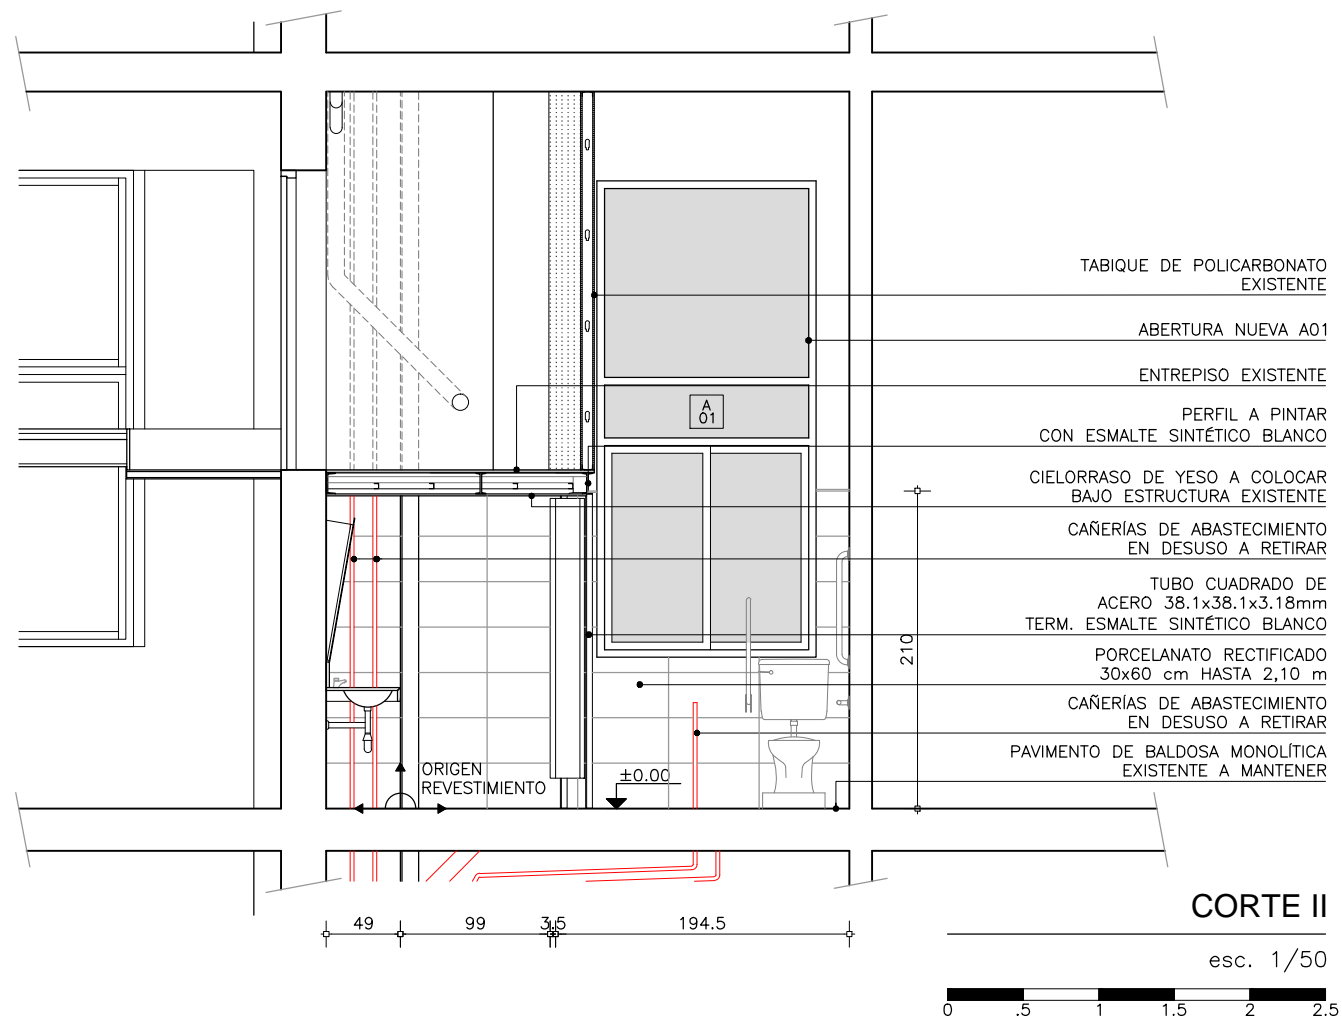 TABIQUE DE POLICARBONATO
EXISTENTE
ABERTURA NUEVA A01
ENTREPISO EXISTENTE
A
01
PERFIL A PINTAR
CON ESMALTE SINTÉTICO BLANCO
CIELORRASO DE YESO A COLOCAR
BAJO ESTRUCTURA EXISTENTE
CAÑERÍAS DE ABASTECIMIENTO
EN DESUSO A RETIRAR
TUBO CUADRADO DE
ACERO 38.1x38.1x3.18mm
TERM. ESMALTE SINTÉTICO BLANCO
210
PORCELANATO RECTIFICADO
30x60 cm HASTA 2,10 m
CAÑERÍAS DE ABASTECIMIENTO
EN DESUSO A RETIRAR
PAVIMENTO DE BALDOSA MONOLÍTICA
EXISTENTE A MANTENER
ORIGEN
REVESTIMIENTO
±0.00
49 99 3.5 194.5
CORTE II
esc. 1/50
0 .5 1 1.5 2 2.5